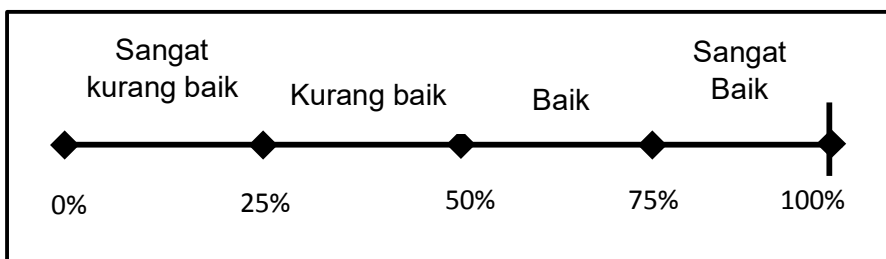 Sangat
kurang baik
Kurang baik
Baik
Sangat
Baik
0%
25%
50%
75%
100%